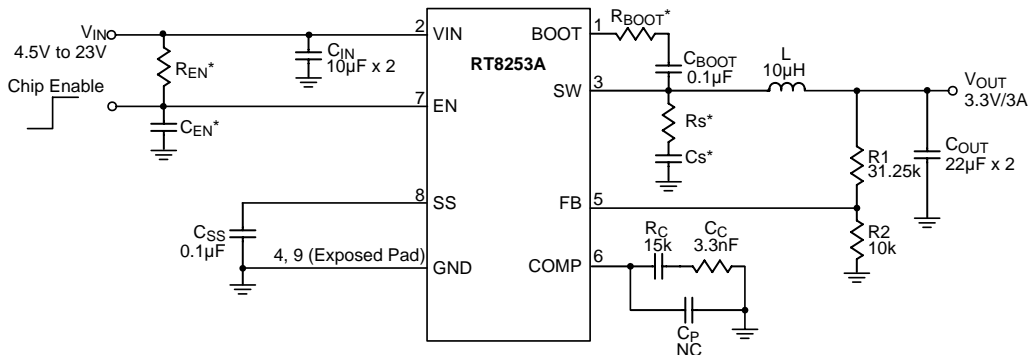 VIN
4.5V to 23V
REN*
Chip Enable
CEN*
CIN
10µF x 2
2
VIN
7
EN
RT8253A
8
SS
CSS
0.1µF
4, 9 (Exposed Pad)
GND
BOOT
1
RBOOT*
CBOOT
0.1µF
SW
3
L
10µH
VOUT
3.3V/3A
Rs*
Cs*
R1
31.25k
COUT
22µF x 2
FB
5
R2
10k
COMP
6
RC
15k
CC
3.3nF
CP
NC